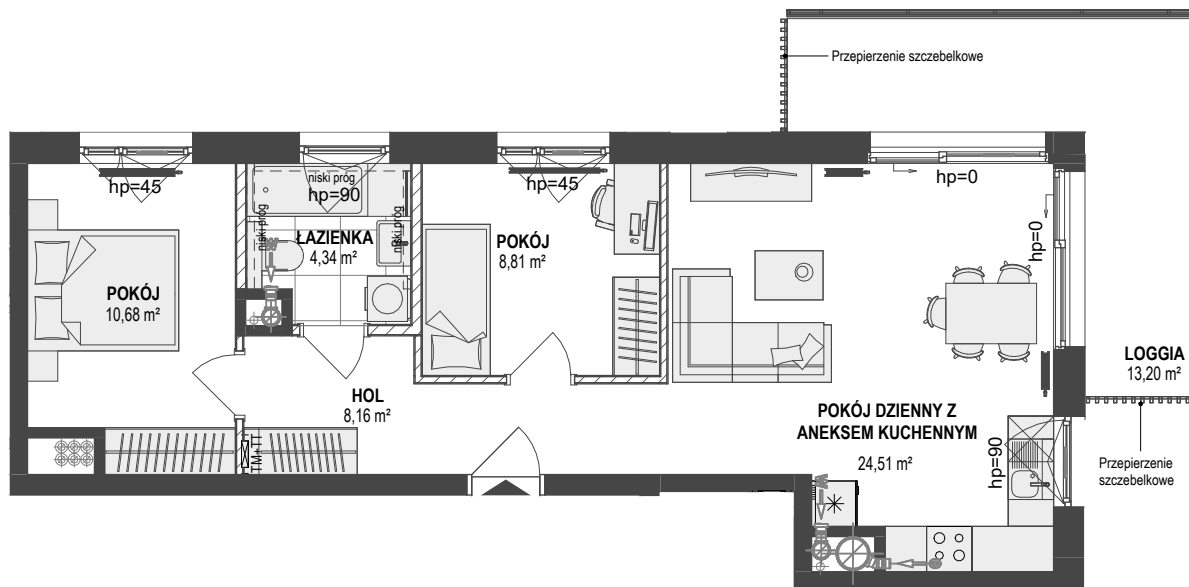 Przepierzenie szczebelkowe
hp=45
niski próg
hp=90
niski próg
niski próg
ŁAZIENKA
4,34 m²
hp=45
POKÓJ
8,81 m²
hp=0
hp=0
POKÓJ
10,68 m²
HOL
8,16 m²
LOGGIA
13,20 m²
POKÓJ DZIENNY Z
ANEKSEM KUCHENNYM
24,51 m²
hp=90
Przepierzenie
szczebelkowe
TM+TT
W
W